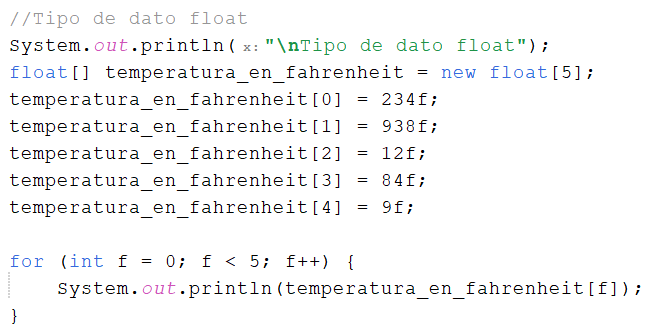 //Tipo de dato float
System.out.println(x: "\nTipo de dato float");
float[] temperatura_en_fahrenheit = new float[5];
temperatura_en_fahrenheit[0] = 234f;
temperatura_en_fahrenheit[1] = 938f;
temperatura_en_fahrenheit[2] = 12f;
temperatura_en_fahrenheit[3] = 84f;
temperatura_en_fahrenheit[4] = 9f;
for (int f = 0; f < 5; f++) {
    System.out.println(temperatura_en_fahrenheit[f]);
}